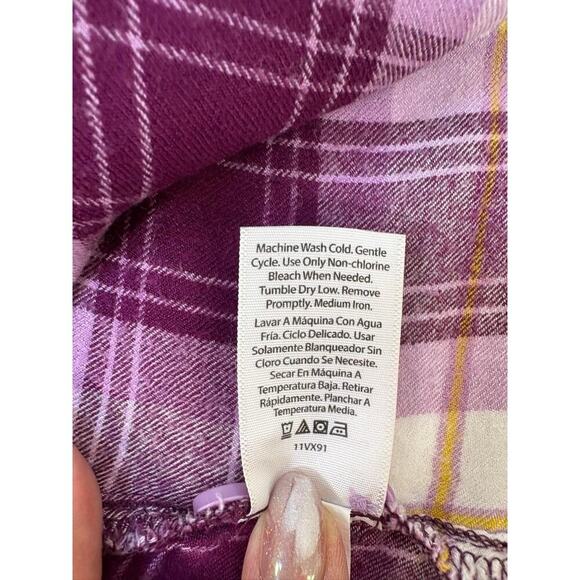 Machine Wash Cold. Gentle
Cycle. Use Only Non-chlorine
Bleach When Needed.
Tumble Dry Low. Remove
Promptly. Medium Iron.
Lavar A Máquina Con Agua
Fría. Ciclo Delicado. Usar
Solamente Blanqueador Sin
Cloro Cuando Se Necesite.
Secar En Máquina A
Temperatura Baja. Retirar
Rápidamente. Planchar A
Temperatura Media.
11VX91